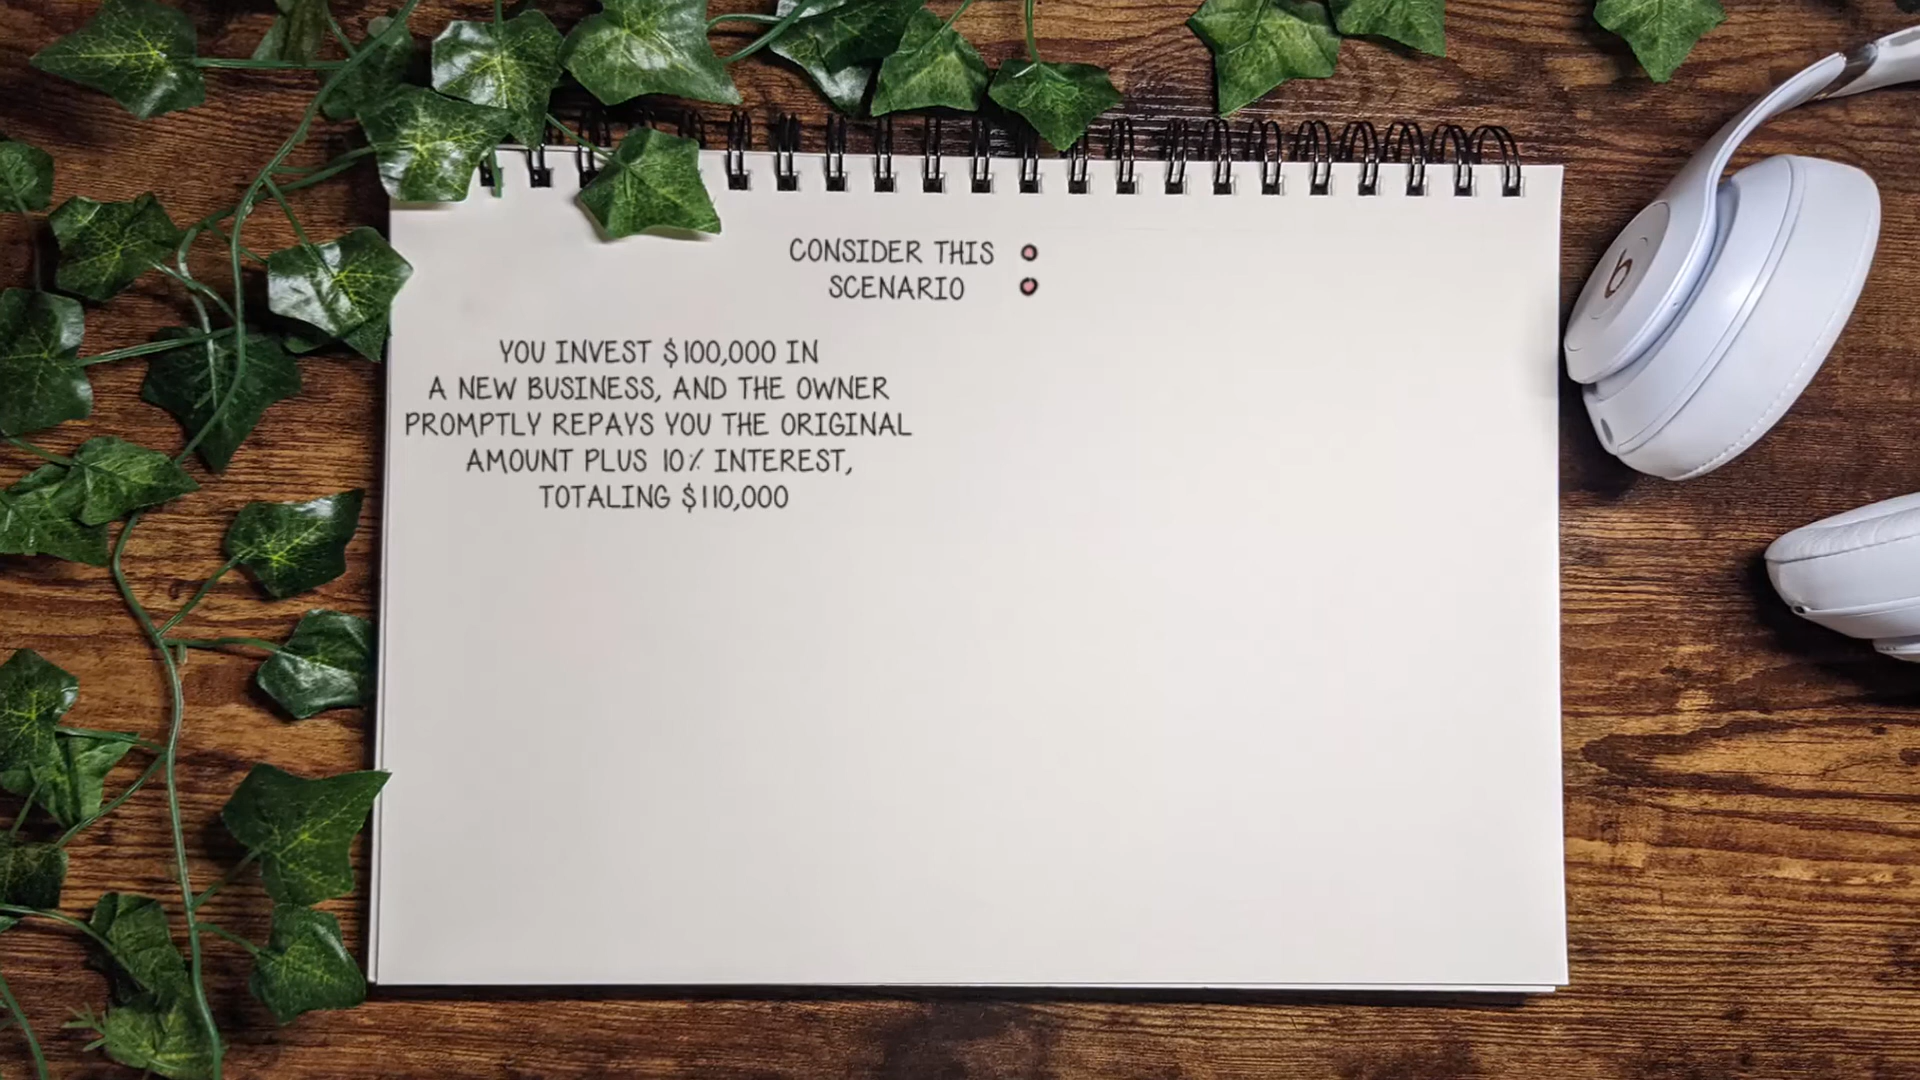 CONSIDER THIS
SCENARIO
YOU INVEST $100,000 IN
A NEW BUSINESS, AND THE OWNER
PROMPTLY REPAYS YOU THE ORIGINAL
AMOUNT PLUS 10% INTEREST,
TOTALING $110,000
b